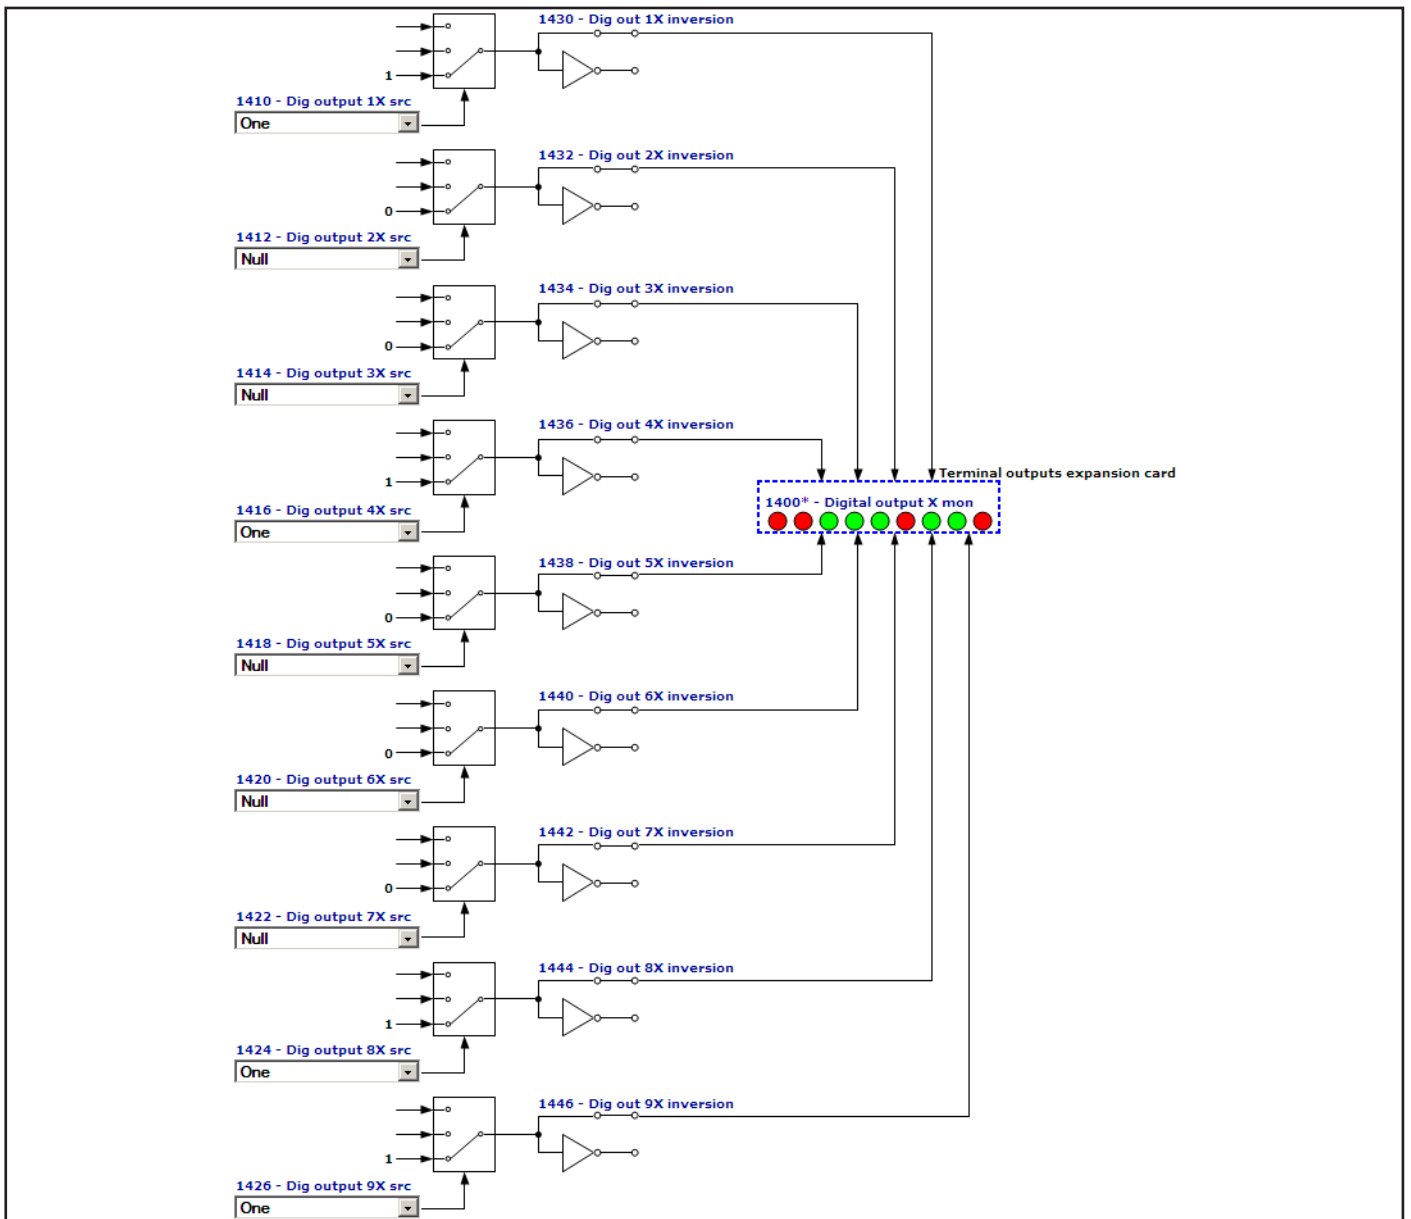 1430 - Dig out 1X inversion
1
1410 - Dig output 1X src
One
1432 - Dig out 2X inversion
0
1412 - Dig output 2X src
Null
1434 - Dig out 3X inversion
0
1414 - Dig output 3X src
Null
1436 - Dig out 4X inversion
1
1416 - Dig output 4X src
One
Terminal outputs expansion card
1400* - Digital output X mon
1438 - Dig out 5X inversion
0
1418 - Dig output 5X src
Null
1440 - Dig out 6X inversion
0
1420 - Dig output 6X src
Null
1442 - Dig out 7X inversion
0
1422 - Dig output 7X src
Null
1444 - Dig out 8X inversion
1
1424 - Dig output 8X src
One
1446 - Dig out 9X inversion
1
1426 - Dig output 9X src
One